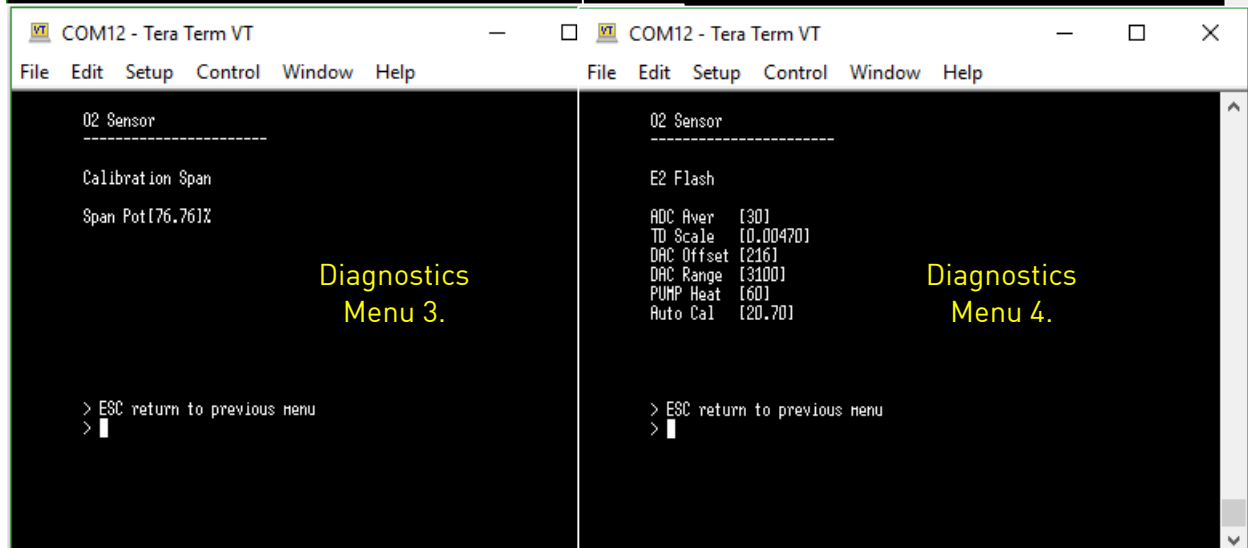 COM12 - Tera Term VT
File Edit Setup Control Window Help
O2 Sensor
-----------------------
Calibration Span
Span Pot[76.76]%
Diagnostics
Menu 3.
> ESC return to previous menu
>
COM12 - Tera Term VT
File Edit Setup Control Window Help
O2 Sensor
-----------------------
E2 Flash
ADC Aver [30]
TD Scale [0.00470]
DAC Offset [216]
DAC Range [3100]
PUMP Heat [60]
Auto Cal [20.70]
Diagnostics
Menu 4.
> ESC return to previous menu
>